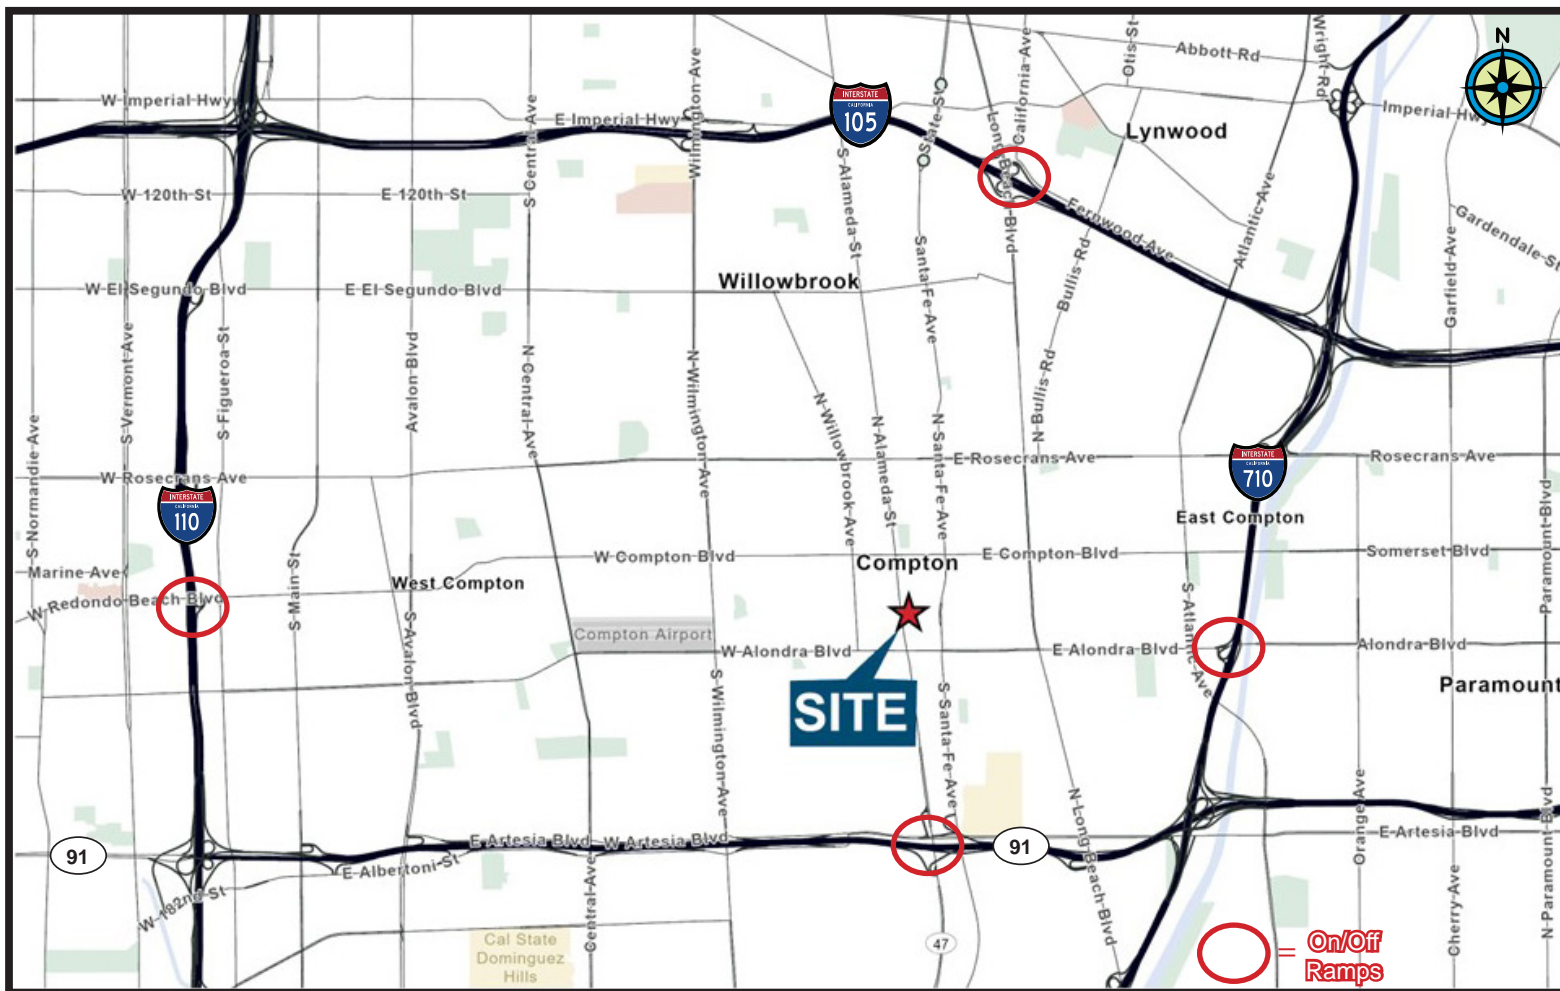 N
Abbott Rd
Otis St
Wright Rd
California Ave
W Imperial Hwy
E Imperial Hwy
Imperial Hwy
INTERSTATE
CALIFORNIA
105
State St
Long Beach Blvd
Lynwood
Wilmington Ave
S Central Ave
S Alameda St
W 120th St
E 120th St
Fernwood Ave
Atlantic Ave
Gardendale St
Garfield Ave
Bullis Rd
Santa Fe Ave
Willowbrook
W El Segundo Blvd
E El Segundo Blvd
S Vermont Ave
S Figueroa St
Avalon Blvd
N Central Ave
N Wilmington Ave
N Willowbrook Ave
N Alameda St
N Santa Fe Ave
N Bullis Rd
S Normandie Ave
W Rosecrans Ave
E Rosecrans Ave
Rosecrans Ave
INTERSTATE
CALIFORNIA
710
INTERSTATE
CALIFORNIA
110
East Compton
Paramount Blvd
W Compton Blvd
E Compton Blvd
Somerset Blvd
Compton
Marine Ave
West Compton
S Main St
W Redondo Beach Blvd
S Avalon Blvd
Compton Airport
W Alondra Blvd
E Alondra Blvd
Alondra Blvd
S Atlantic Ave
Paramount
SITE
S Wilmington Ave
S Santa Fe Ave
N Long Beach Blvd
Orange Ave
N Paramount Blvd
E Artesia Blvd
W Artesia Blvd
E Artesia Blvd
91
91
E Albertoni St
W 182nd St
Central Ave
Cherry Ave
Cal State
Dominguez
Hills
47
= On/Off
Ramps